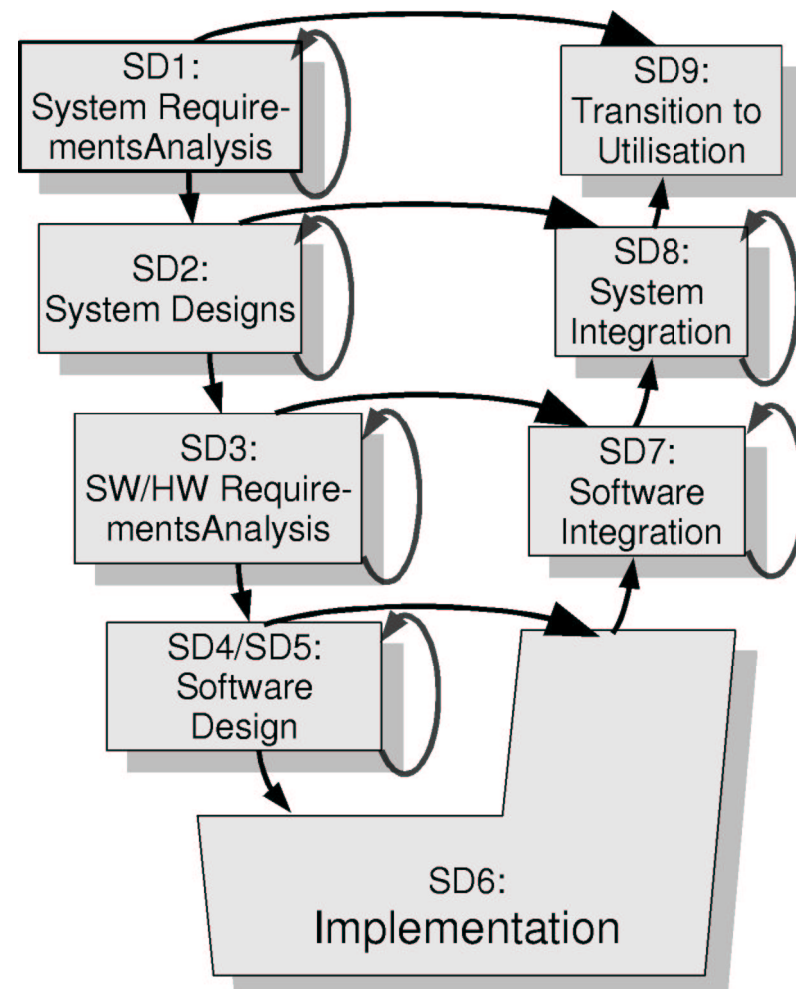 SD1:
System Require-
mentsAnalysis
SD9:
Transition to
Utilisation
SD2:
System Designs
SD8:
System
Integration
SD3:
SW/HW Require-
mentsAnalysis
SD7:
Software
Integration
SD4/SD5:
Software
Design
SD6:
Implementation